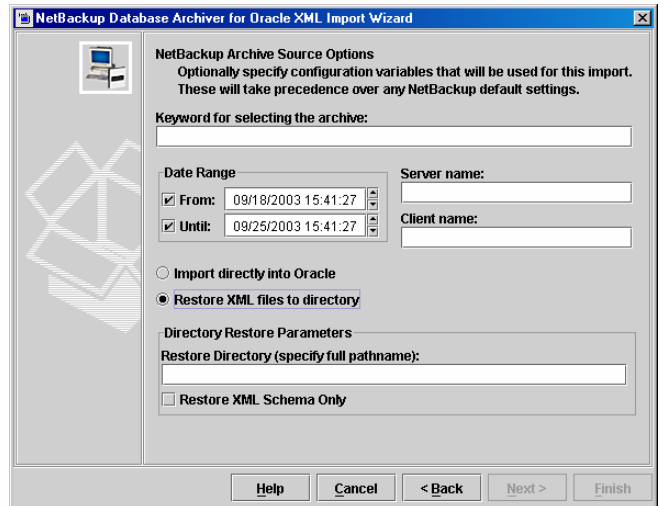 NetBackup Database Archiver for Oracle XML Import Wizard
NetBackup Archive Source Options
Optionally specify configuration variables that will be used for this import.
These will take precedence over any NetBackup default settings.
Keyword for selecting the archive:
Date Range
From: 09/18/2003 15:41:27
Until: 09/25/2003 15:41:27
Server name:
Client name:
Import directly into Oracle
Restore XML files to directory
Directory Restore Parameters
Restore Directory (specify full pathname):
Restore XML Schema Only
Help Cancel < Back Next > Finish